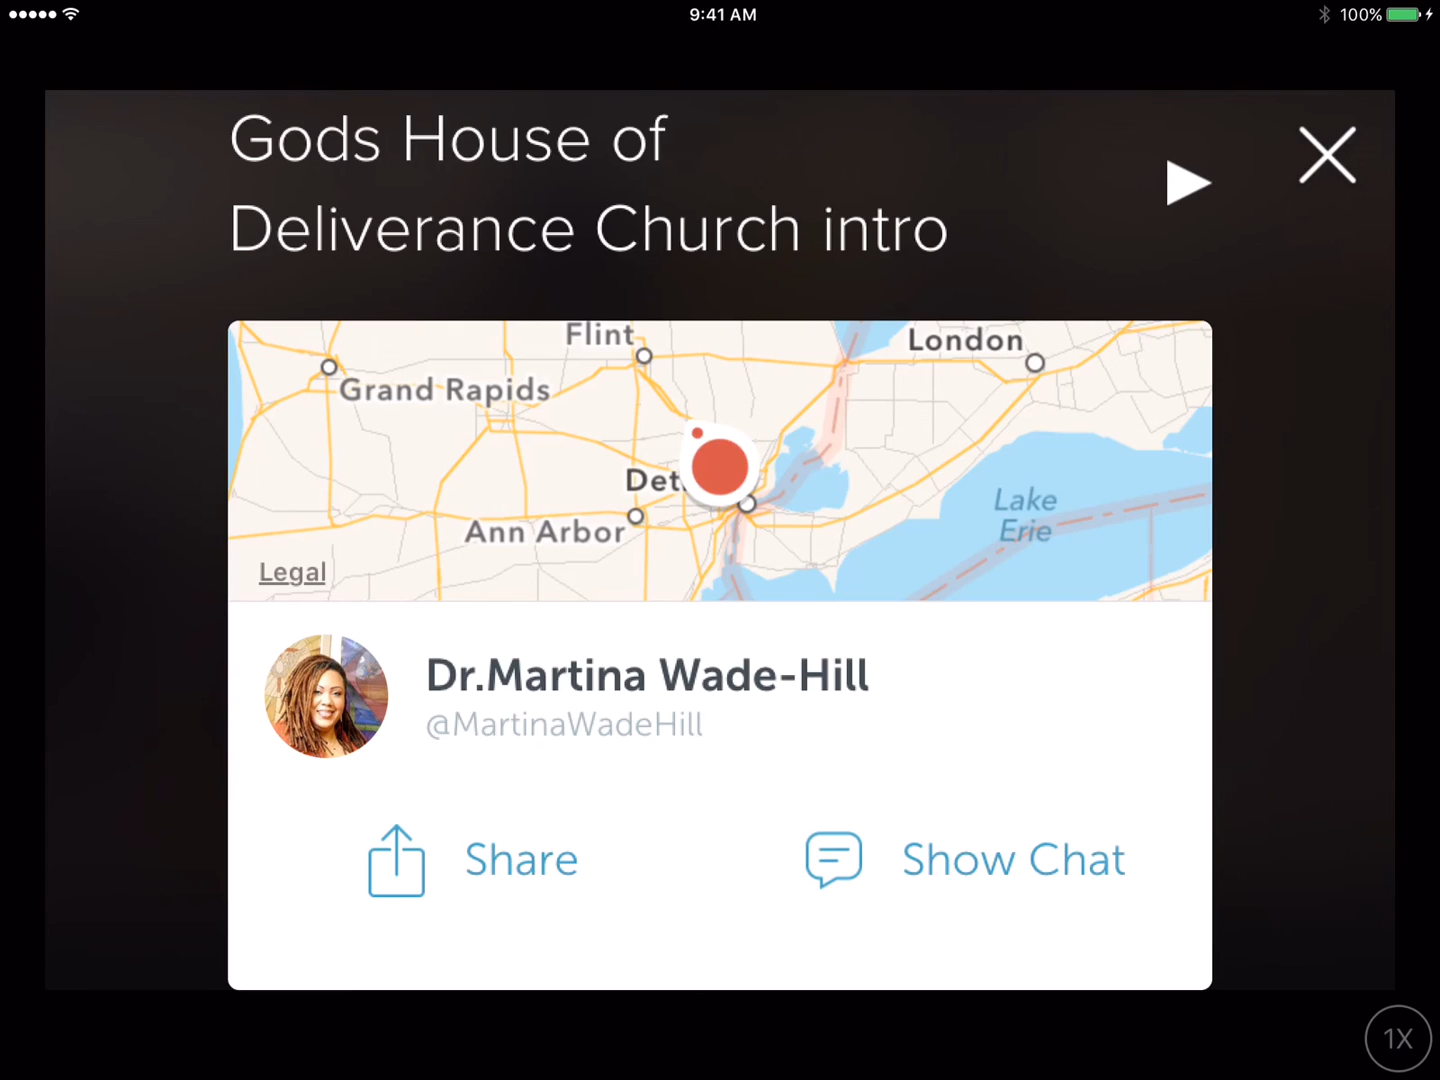 9:41 AM
100%
Gods House of
Deliverance Church intro
Flint
London
Grand Rapids
Lake
Erie
Ann Arbor
Legal
Dr.Martina Wade-Hill
@MartinaWadeHill
Share
Show Chat
1X